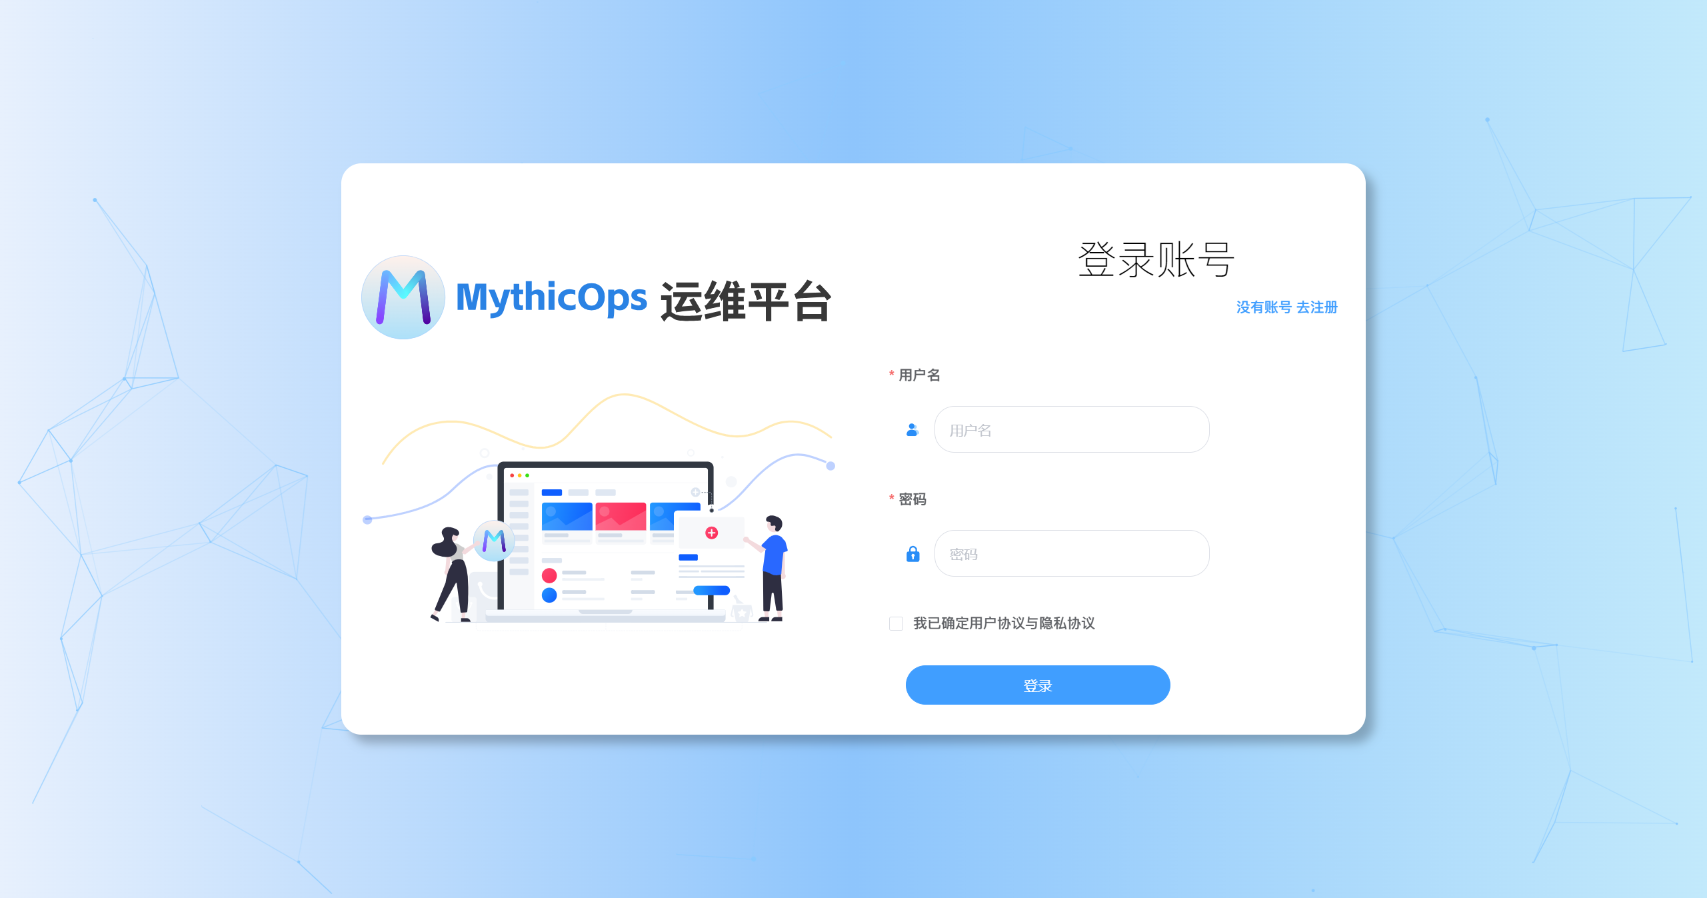 MythicOps 运维平台
登录账号
没有账号 去注册
* 用户名
用户名
* 密码
密码
我已确定用户协议与隐私协议
登录